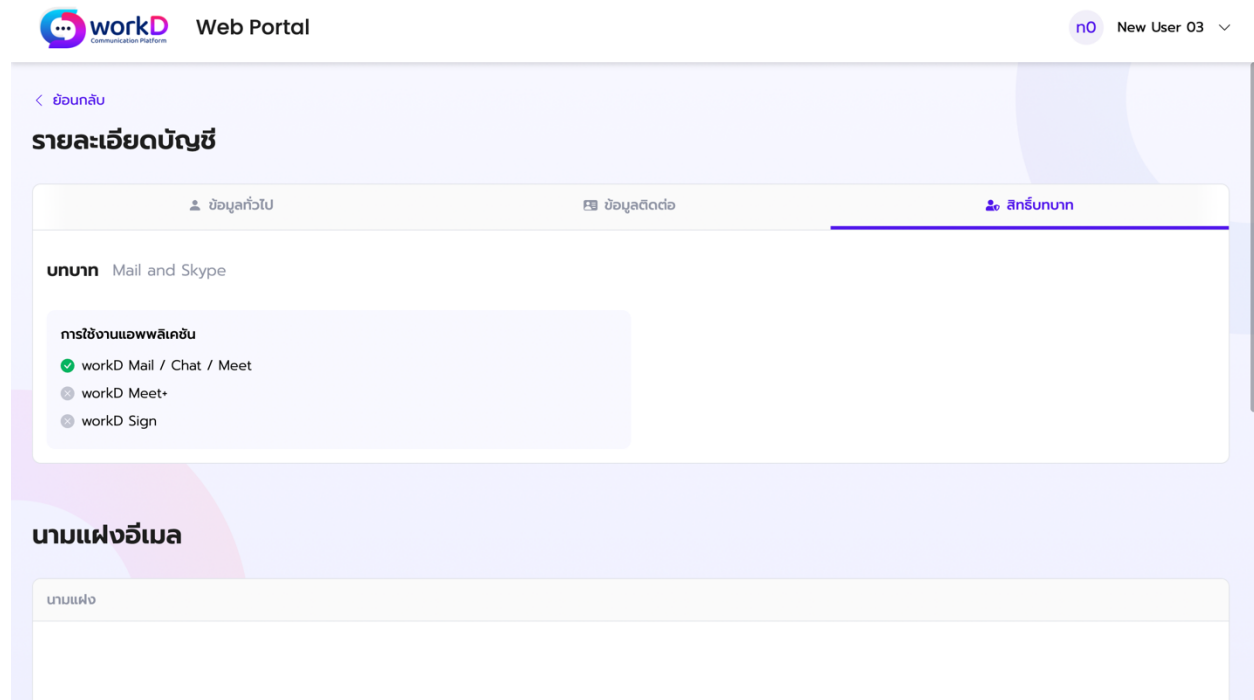 workD
Communication Platform
Web Portal
n0 New User 03
ย้อนกลับ
รายละเอียดบัญชี
ข้อมูลทั่วไป
ข้อมูลติดต่อ
สิทธิ์บทบาท
บทบาท Mail and Skype
การใช้งานแอพพลิเคชัน
workD Mail / Chat / Meet
workD Meet+
workD Sign
นามแฝงอีเมล
นามแฝง